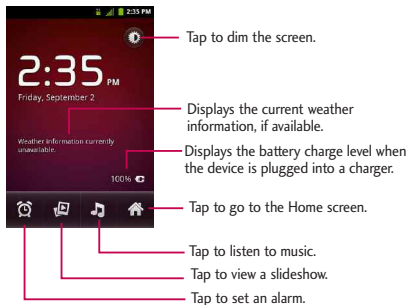 2:35 PM
Tap to dim the screen.
2:35 PM
Friday, September 2
Displays the current weather
information, if available.
Weather information currently
unavailable.
Displays the battery charge level when
the device is plugged into a charger.
100%
Tap to go to the Home screen.
Tap to listen to music.
Tap to view a slideshow.
Tap to set an alarm.